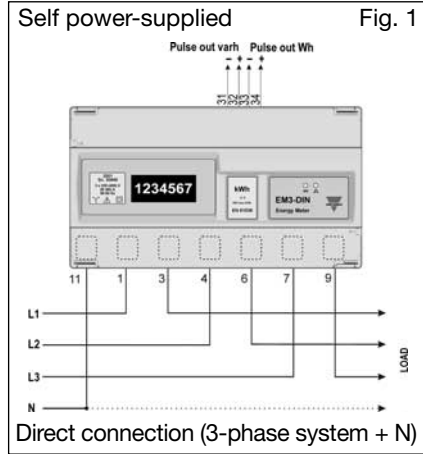 Self power-supplied Fig. 1
Pulse out varh Pulse out Wh
- + - +
31 32 33 34
1234567
kWh
EM3-DIN
Energy Meter
11 1 3 4 6 7 9
L1
L2
L3
N
LOAD
Direct connection (3-phase system + N)